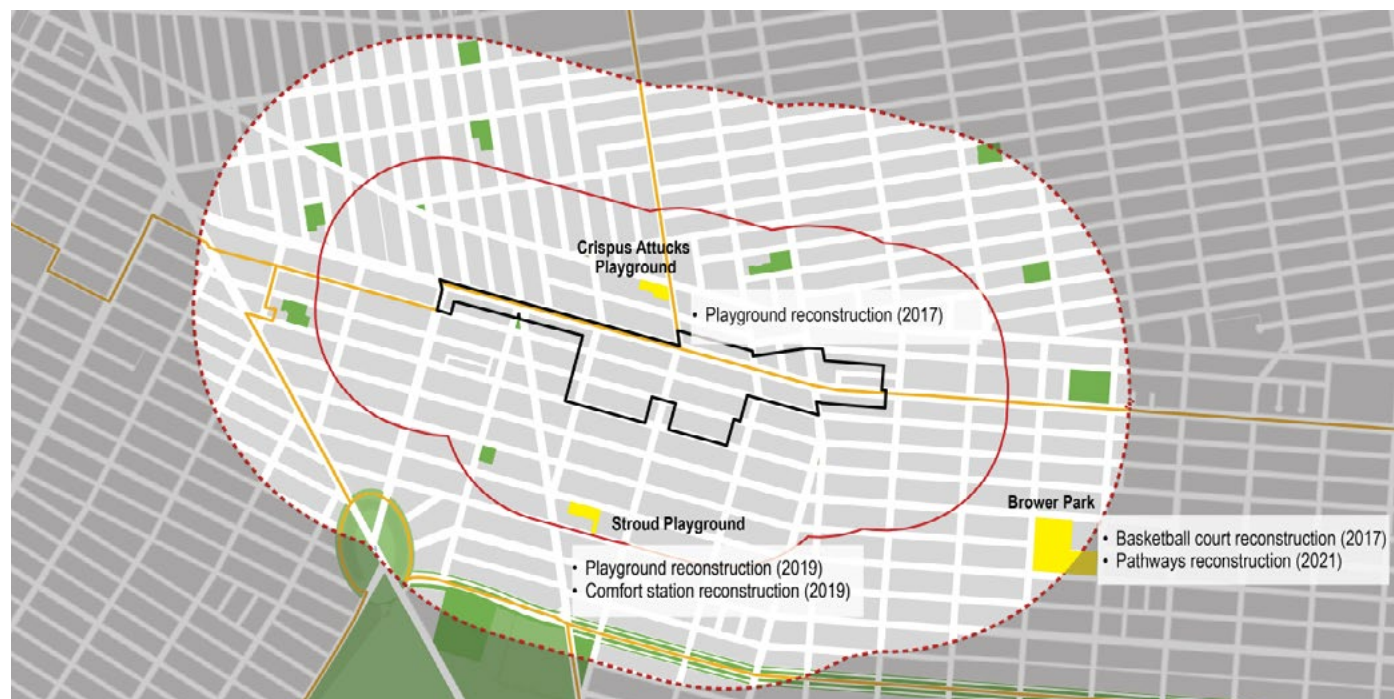 Crispus Attucks
Playground
• Playground reconstruction (2017)
Stroud Playground
• Playground reconstruction (2019)
• Comfort station reconstruction (2019)
Brower Park
• Basketball court reconstruction (2017)
• Pathways reconstruction (2021)